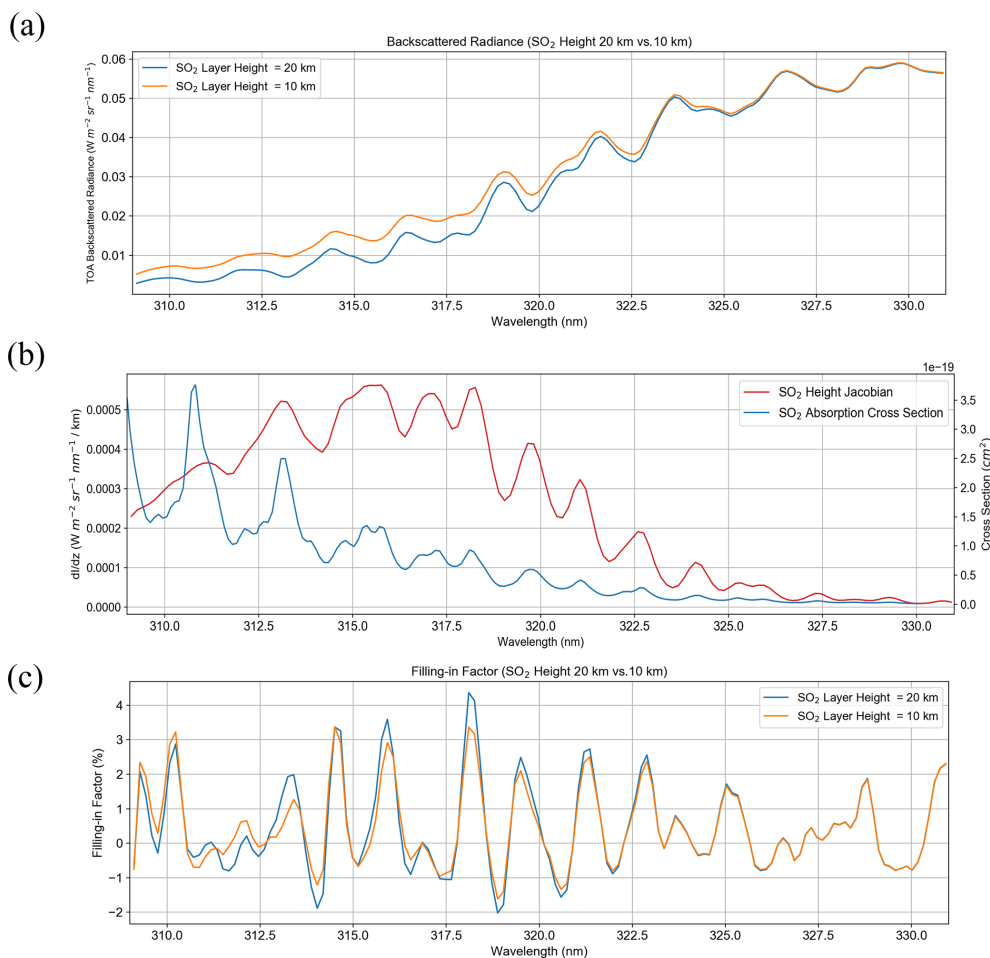 (a)
Backscattered Radiance (SO₂ Height 20 km vs.10 km)
SO₂ Layer Height = 20 km
SO₂ Layer Height = 10 km
TOA Backscattered Radiance (W m⁻² sr⁻¹ nm⁻¹)
0.06
0.05
0.04
0.03
0.02
0.01
310.0 312.5 315.0 317.5 320.0 322.5 325.0 327.5 330.0
Wavelength (nm)
(b)
1e−19
SO₂ Height Jacobian
SO₂ Absorption Cross Section
dI/dz (W m⁻² sr⁻¹ nm⁻¹ / km)
0.0005
0.0004
0.0003
0.0002
0.0001
0.0000
3.5
3.0
2.5
2.0
1.5
1.0
0.5
0.0
Cross Section (cm²)
310.0 312.5 315.0 317.5 320.0 322.5 325.0 327.5 330.0
Wavelength (nm)
(c)
Filling-in Factor (SO₂ Height 20 km vs.10 km)
SO₂ Layer Height = 20 km
SO₂ Layer Height = 10 km
Filling-in Factor (%)
4
3
2
1
0
−1
−2
310.0 312.5 315.0 317.5 320.0 322.5 325.0 327.5 330.0
Wavelength (nm)